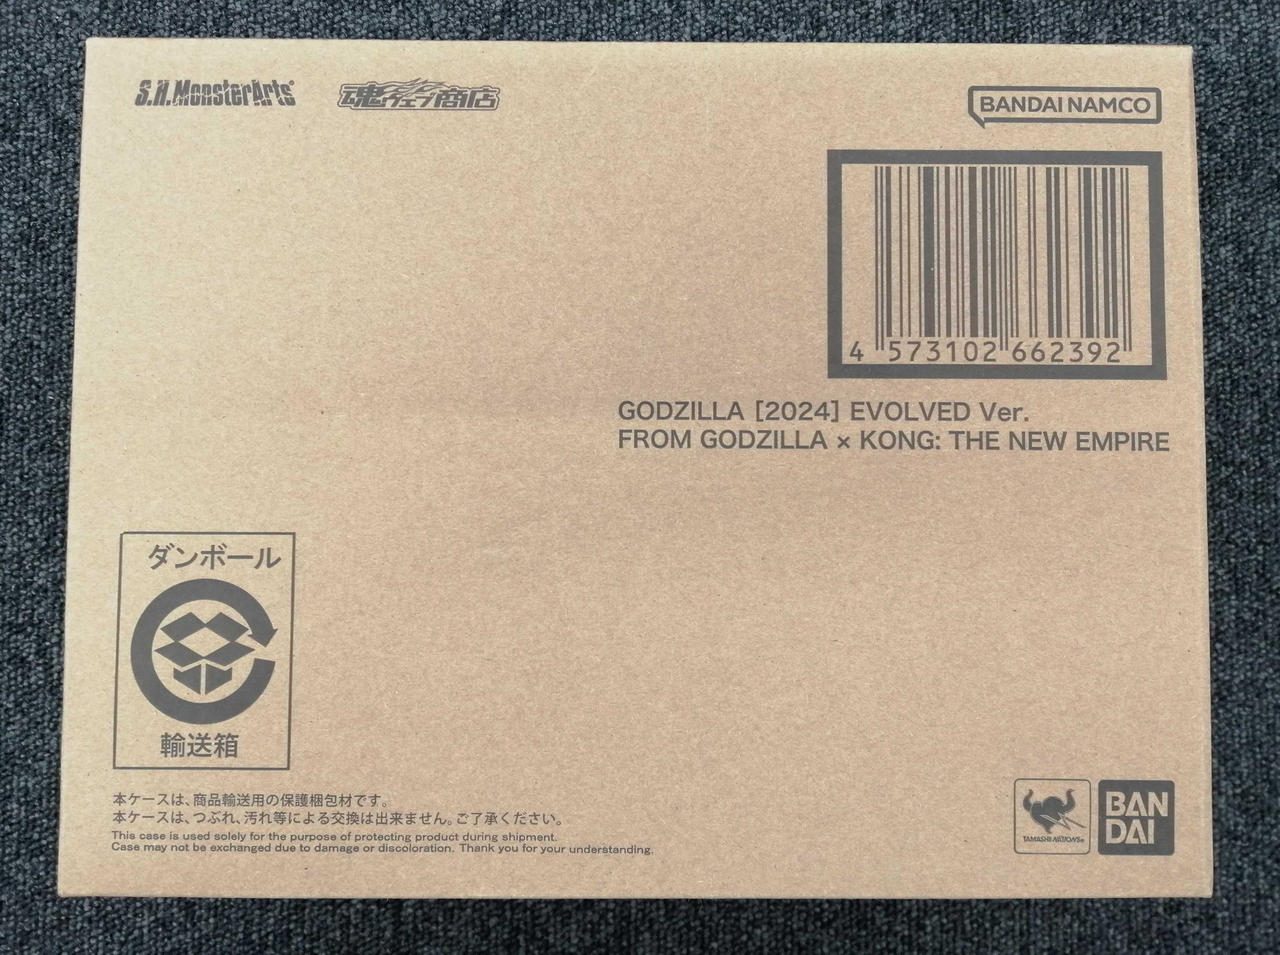 S.H.MonsterArts
魂ウェブ商店
BANDAI NAMCO
4 573102 662392
GODZILLA [2024] EVOLVED Ver.
FROM GODZILLA × KONG: THE NEW EMPIRE
ダンボール
輸送箱
本ケースは、商品輸送用の保護梱包材です。
本ケースは、つぶれ、汚れ等による交換は出来ません。ご了承ください。
This case is used solely for the purpose of protecting product during shipment.
Case may not be exchanged due to damage or discoloration. Thank you for your understanding.
TAMASHII NATIONS®
BAN
DAI